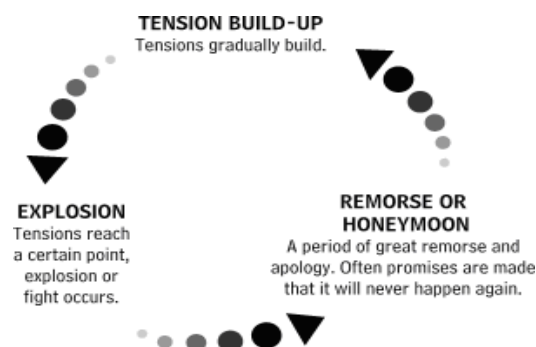 TENSION BUILD-UP
Tensions gradually build.
EXPLOSION
Tensions reach
a certain point,
explosion or
fight occurs.
REMORSE OR
HONEYMOON
A period of great remorse and
apology. Often promises are made
that it will never happen again.